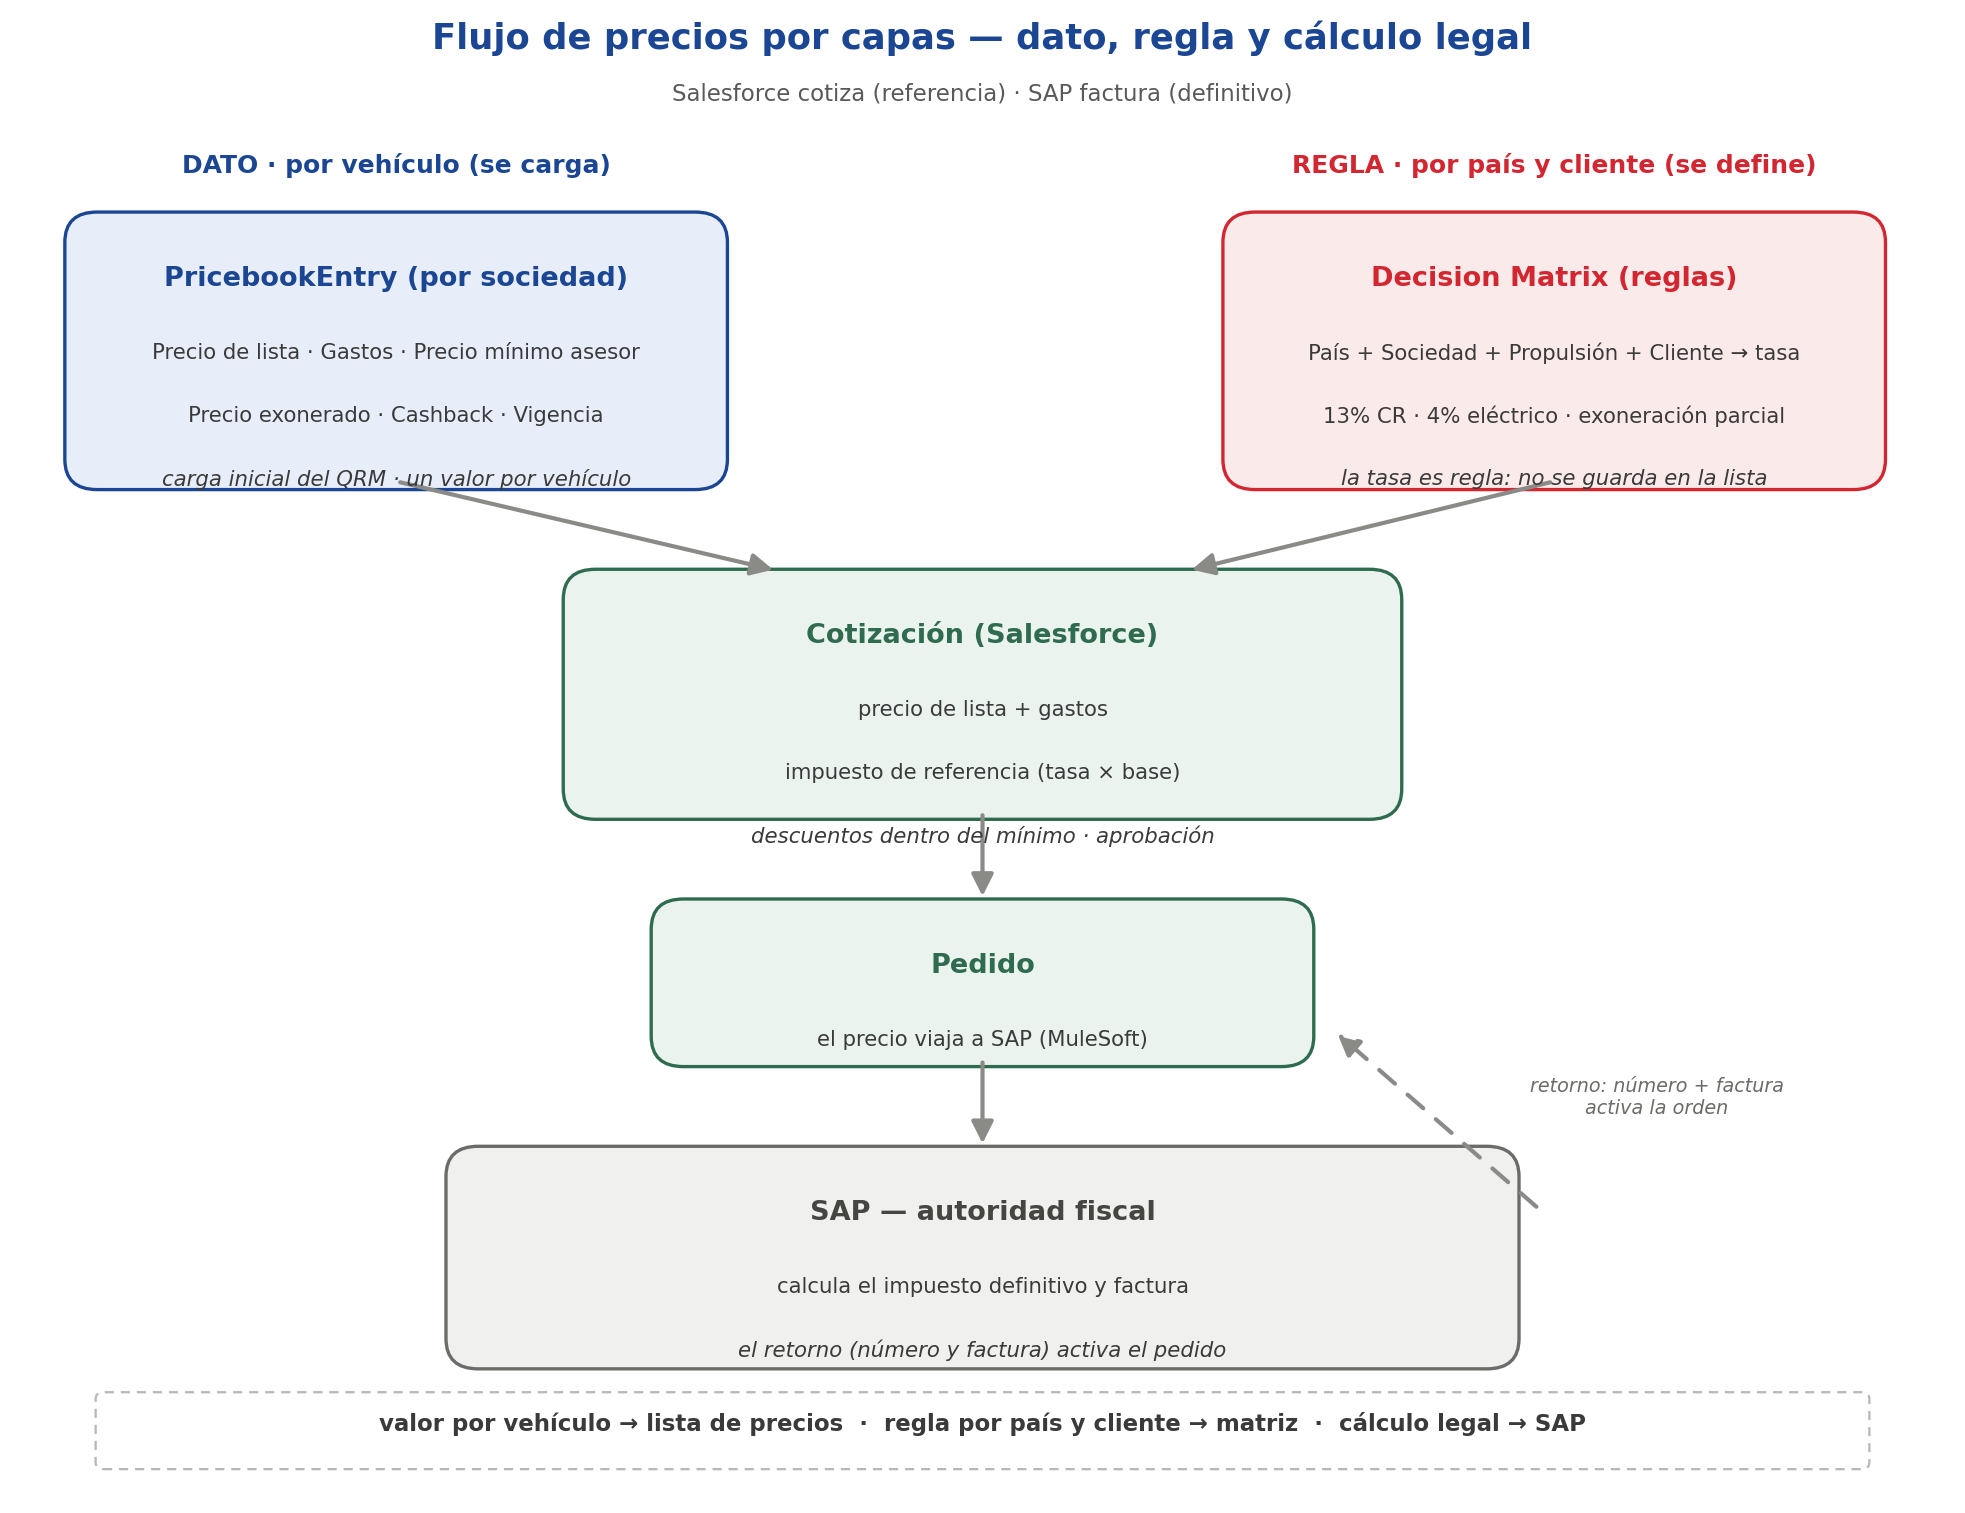 Flujo de precios por capas — dato, regla y cálculo legal
Salesforce cotiza (referencia) · SAP factura (definitivo)
DATO · por vehículo (se carga)
PricebookEntry (por sociedad)
Precio de lista · Gastos · Precio mínimo asesor
Precio exonerado · Cashback · Vigencia
carga inicial del QRM · un valor por vehículo
REGLA · por país y cliente (se define)
Decision Matrix (reglas)
País + Sociedad + Propulsión + Cliente → tasa
13% CR · 4% eléctrico · exoneración parcial
la tasa es regla: no se guarda en la lista
Cotización (Salesforce)
precio de lista + gastos
impuesto de referencia (tasa × base)
descuentos dentro del mínimo · aprobación
Pedido
el precio viaja a SAP (MuleSoft)
retorno: número + factura
activa la orden
SAP — autoridad fiscal
calcula el impuesto definitivo y factura
el retorno (número y factura) activa el pedido
valor por vehículo → lista de precios · regla por país y cliente → matriz · cálculo legal → SAP